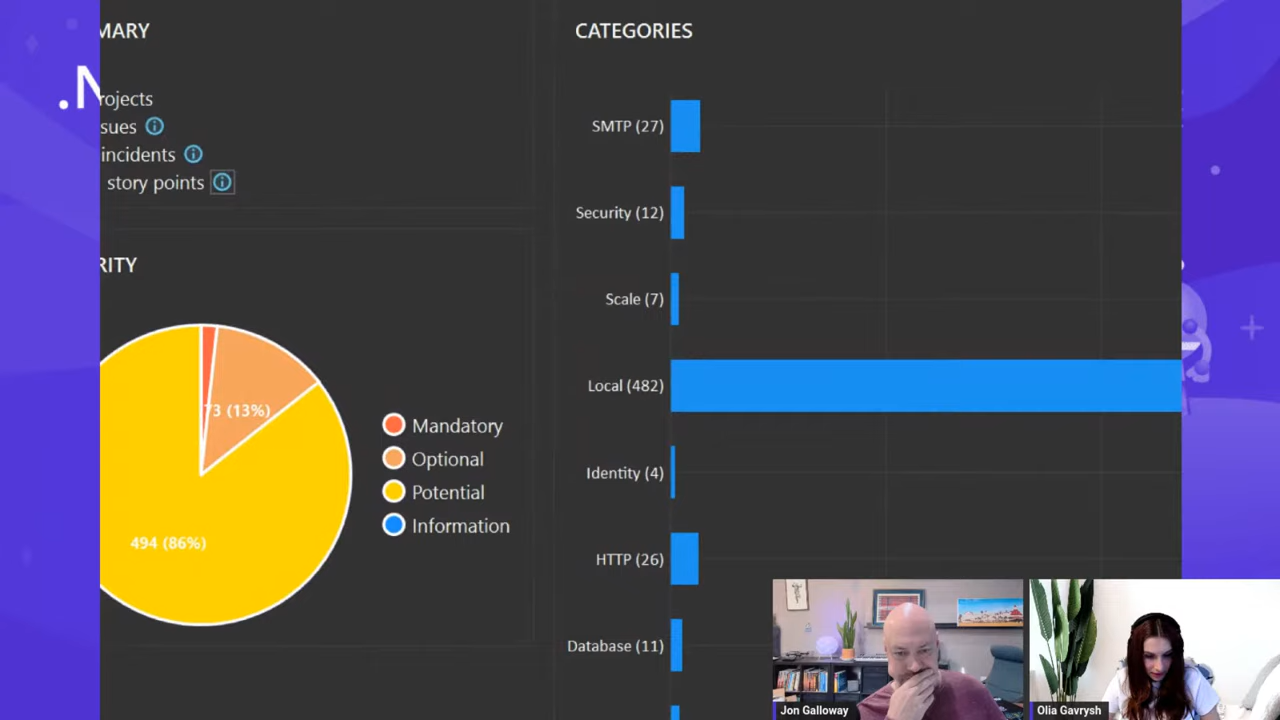 .N
MARY
rojects
sues
incidents
story points
RITY
73 (13%)
494 (86%)
Mandatory
Optional
Potential
Information
CATEGORIES
SMTP (27)
Security (12)
Scale (7)
Local (482)
Identity (4)
HTTP (26)
Database (11)
Jon Galloway
Olia Gavrysh